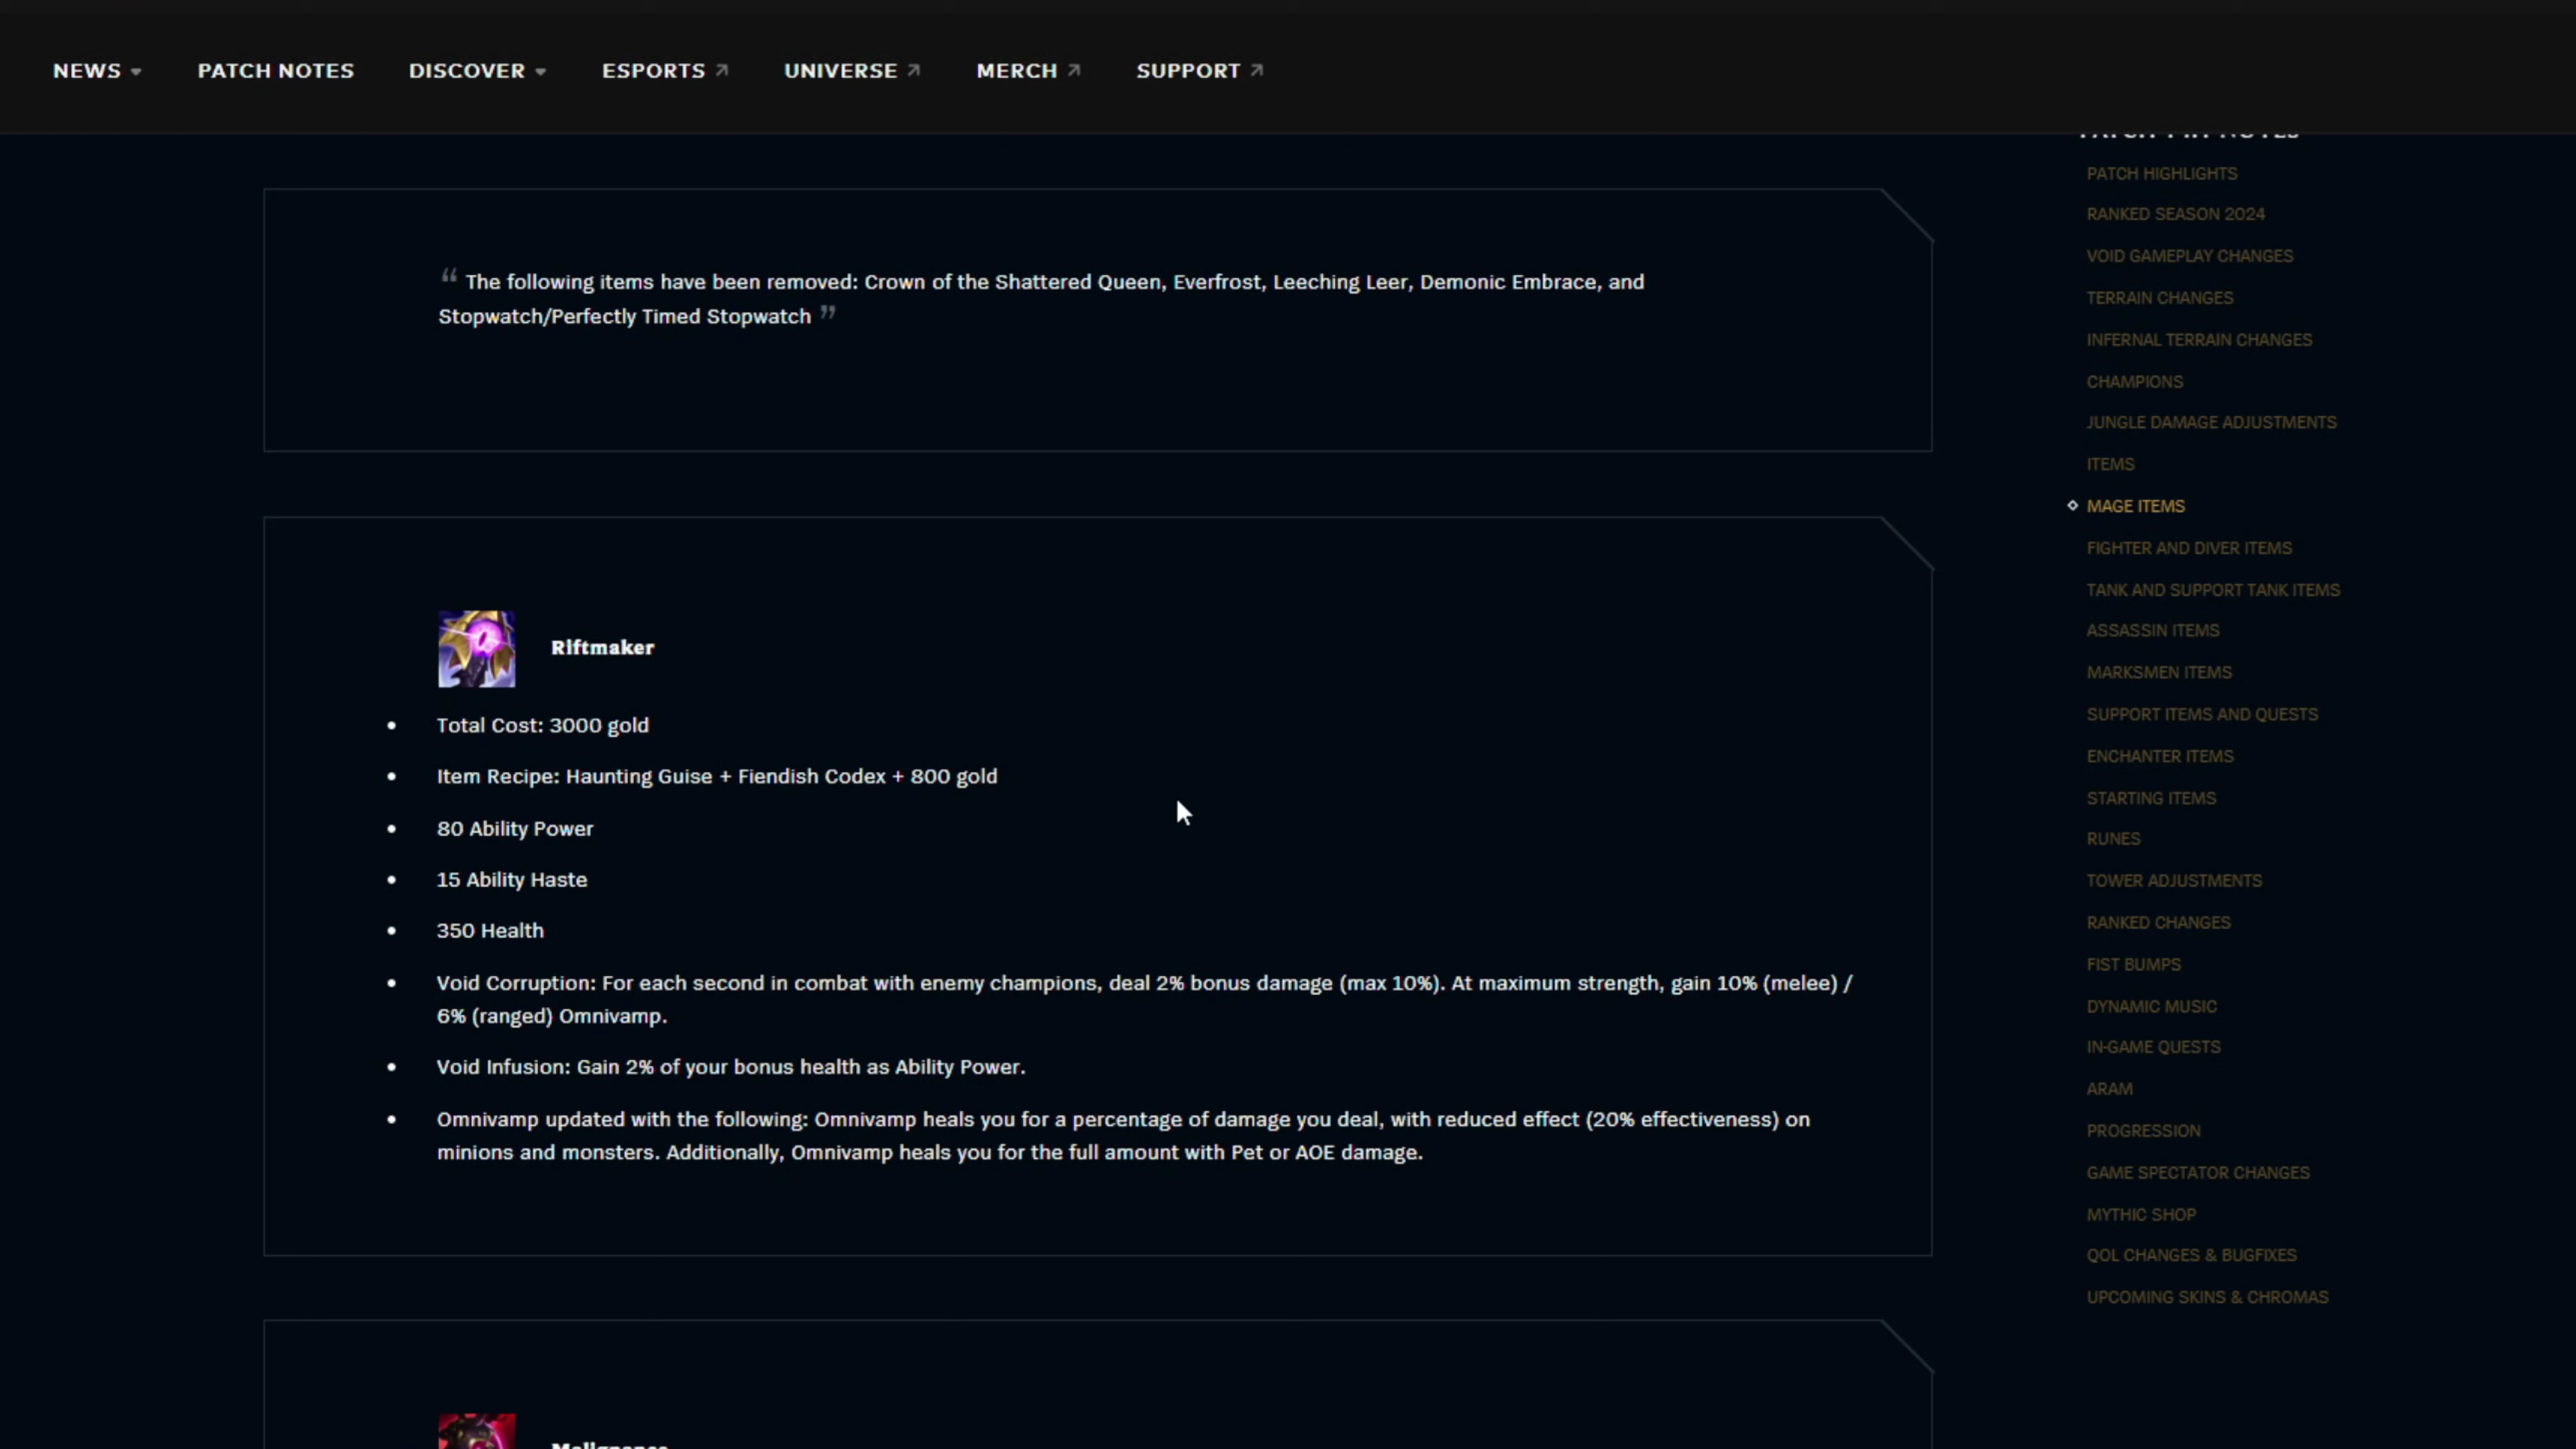 NEWS
PATCH NOTES
DISCOVER
ESPORTS
UNIVERSE
MERCH
SUPPORT
“ The following items have been removed: Crown of the Shattered Queen, Everfrost, Leeching Leer, Demonic Embrace, and
Stopwatch/Perfectly Timed Stopwatch ”
Riftmaker
• Total Cost: 3000 gold
• Item Recipe: Haunting Guise + Fiendish Codex + 800 gold
• 80 Ability Power
• 15 Ability Haste
• 350 Health
• Void Corruption: For each second in combat with enemy champions, deal 2% bonus damage (max 10%). At maximum strength, gain 10% (melee) /
6% (ranged) Omnivamp.
• Void Infusion: Gain 2% of your bonus health as Ability Power.
• Omnivamp updated with the following: Omnivamp heals you for a percentage of damage you deal, with reduced effect (20% effectiveness) on
minions and monsters. Additionally, Omnivamp heals you for the full amount with Pet or AOE damage.
PATCH HIGHLIGHTS
RANKED SEASON 2024
VOID GAMEPLAY CHANGES
TERRAIN CHANGES
INFERNAL TERRAIN CHANGES
CHAMPIONS
JUNGLE DAMAGE ADJUSTMENTS
ITEMS
MAGE ITEMS
FIGHTER AND DIVER ITEMS
TANK AND SUPPORT TANK ITEMS
ASSASSIN ITEMS
MARKSMEN ITEMS
SUPPORT ITEMS AND QUESTS
ENCHANTER ITEMS
STARTING ITEMS
RUNES
TOWER ADJUSTMENTS
RANKED CHANGES
FIST BUMPS
DYNAMIC MUSIC
IN-GAME QUESTS
ARAM
PROGRESSION
GAME SPECTATOR CHANGES
MYTHIC SHOP
QOL CHANGES & BUGFIXES
UPCOMING SKINS & CHROMAS